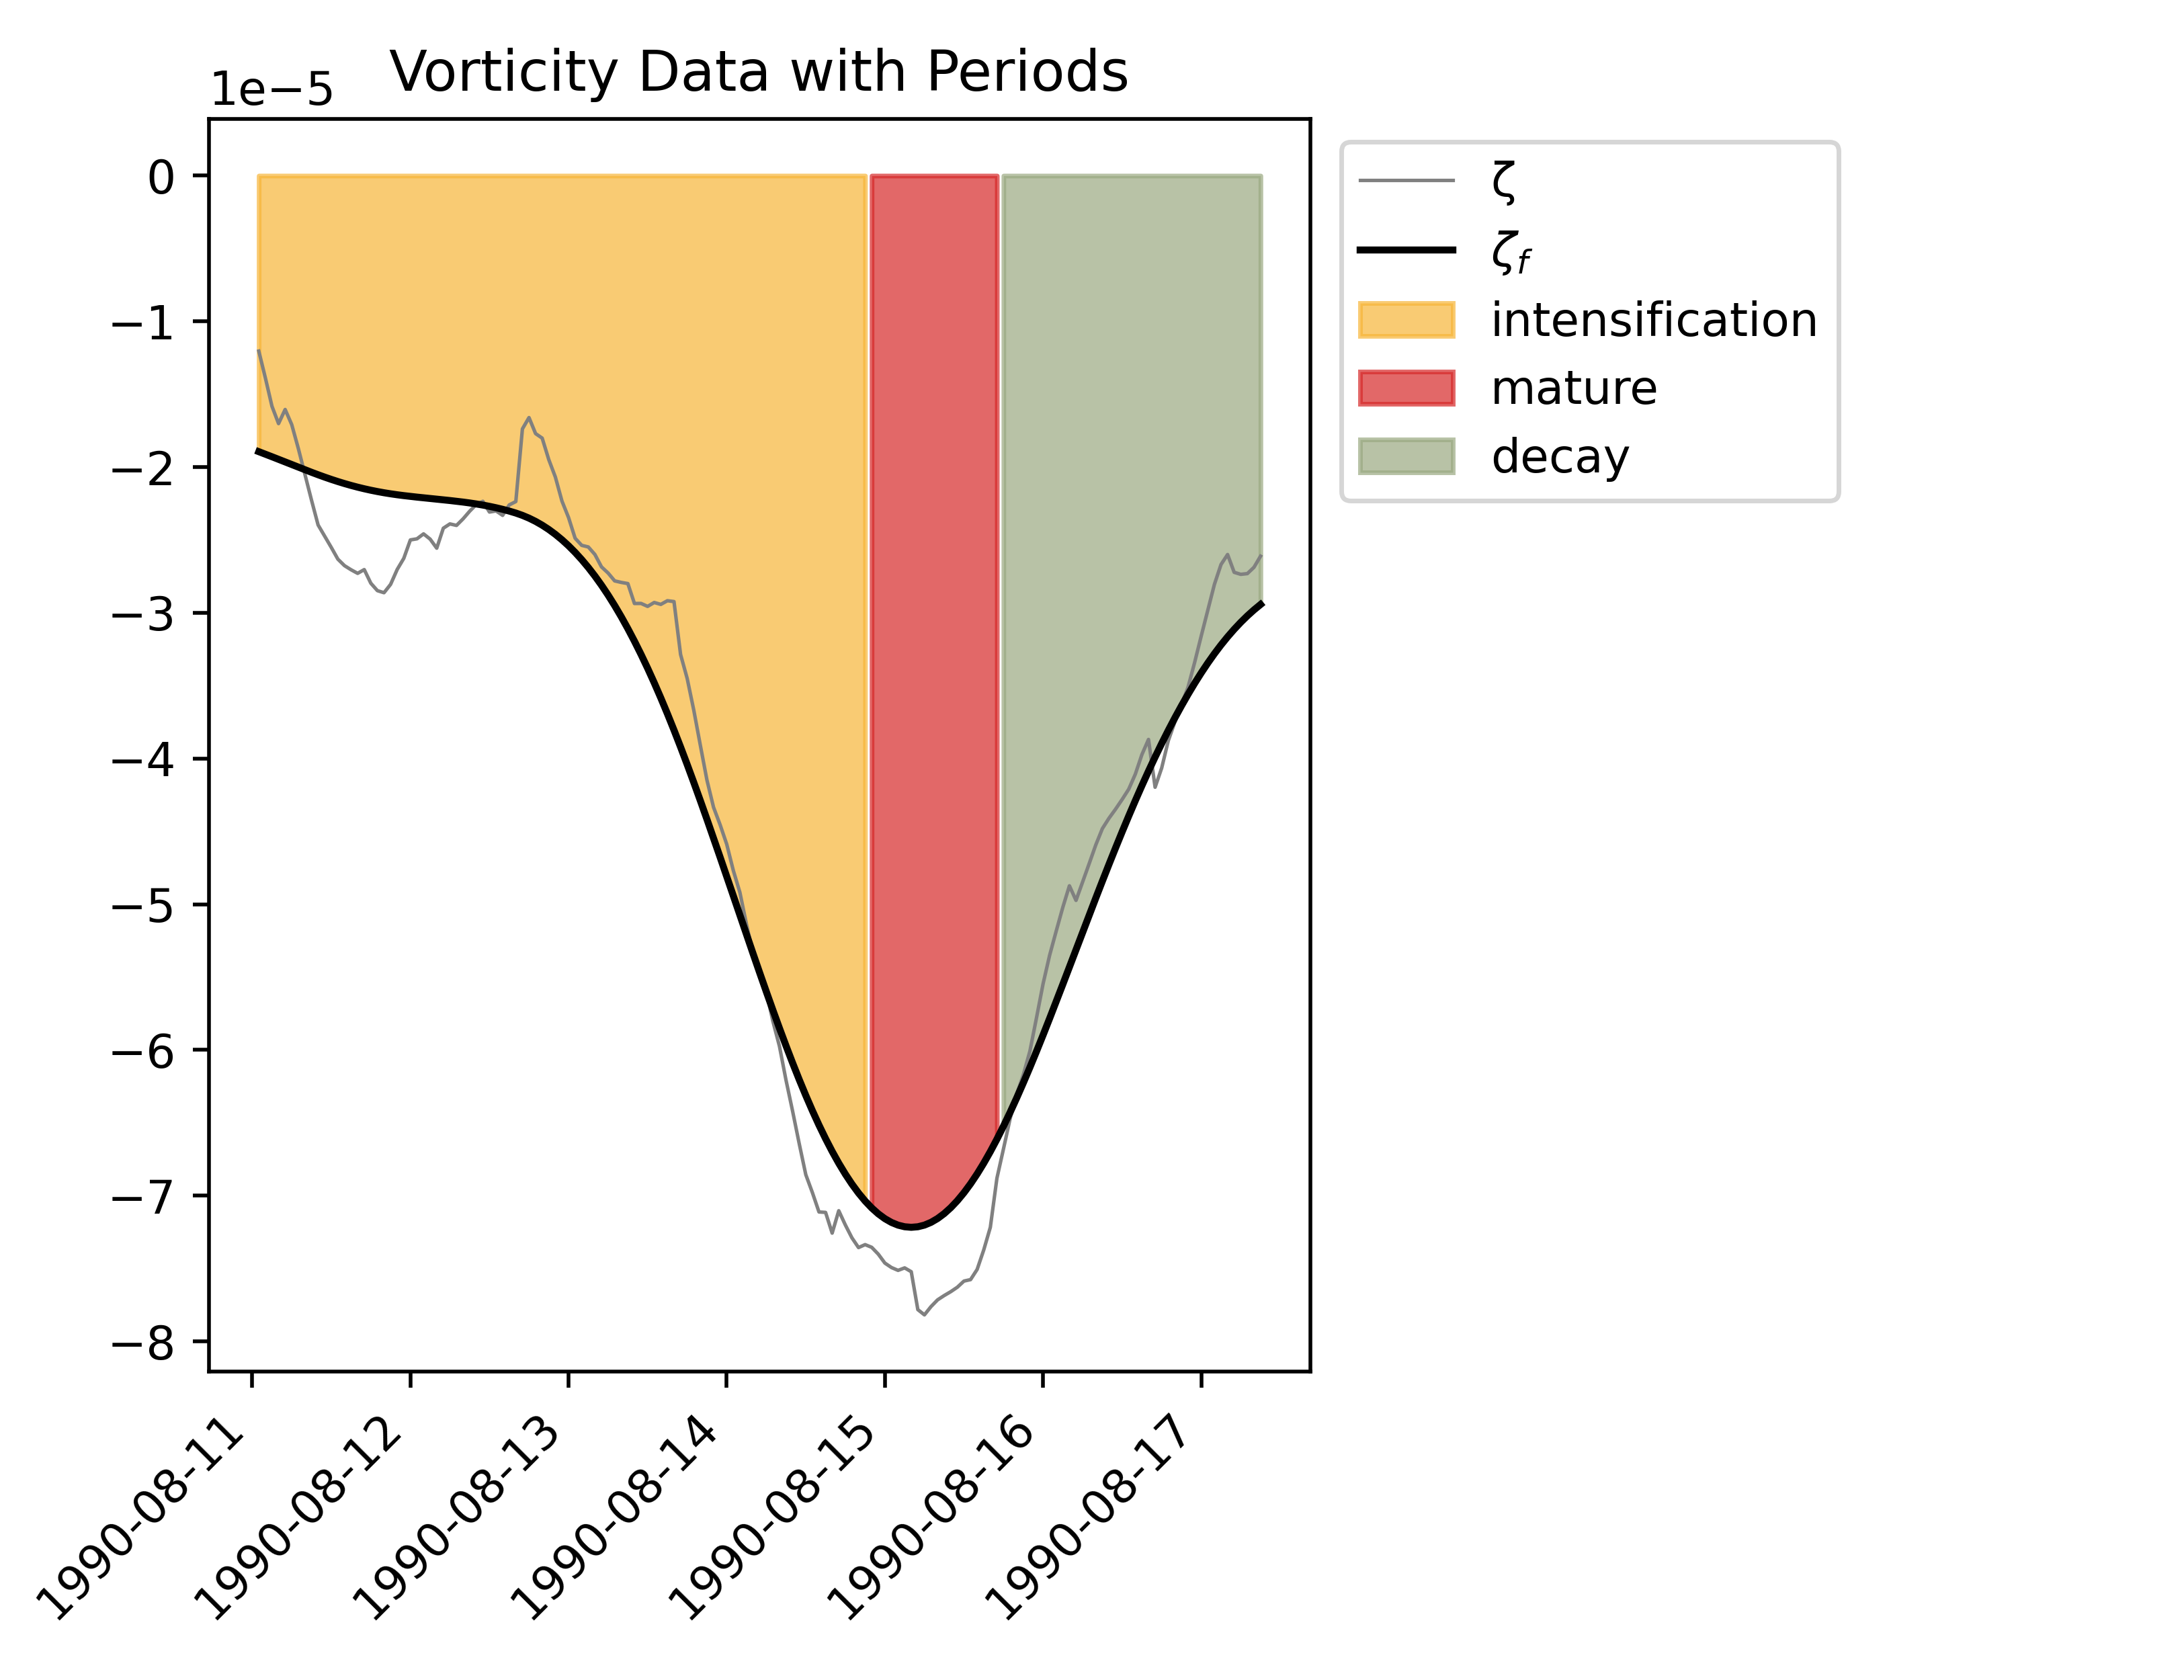 Vorticity Data with Periods
1e−5
0
−1
−2
−3
−4
−5
−6
−7
−8
1990-08-11
1990-08-12
1990-08-13
1990-08-14
1990-08-15
1990-08-16
1990-08-17
ζ
ζf
intensification
mature
decay